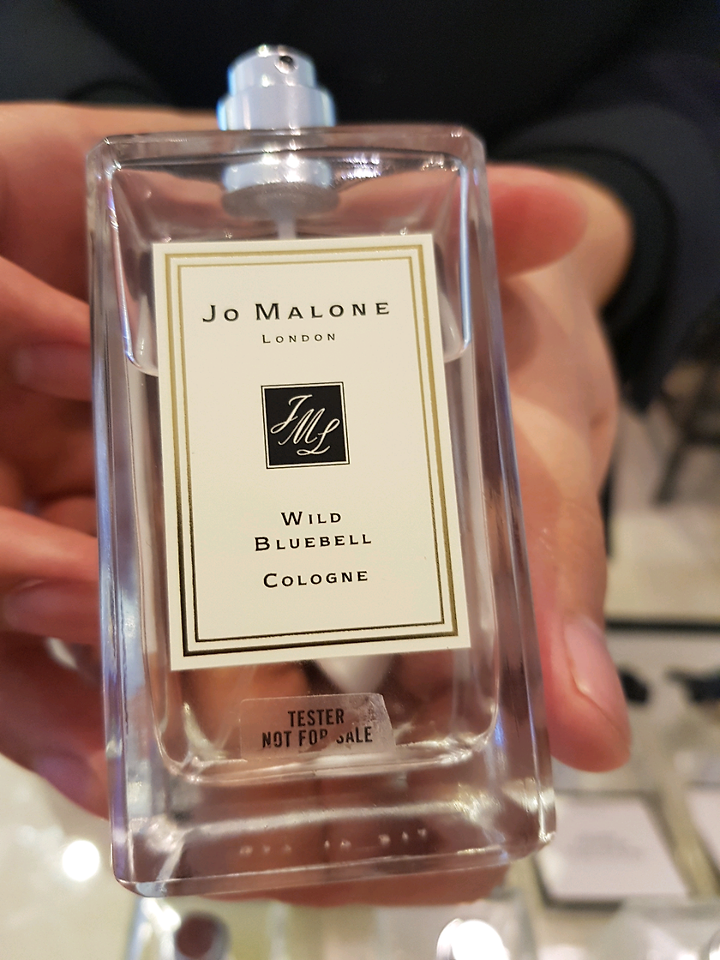 Jo Malone
London
JML
Wild
Bluebell
Cologne
TESTER
NOT FOR SALE